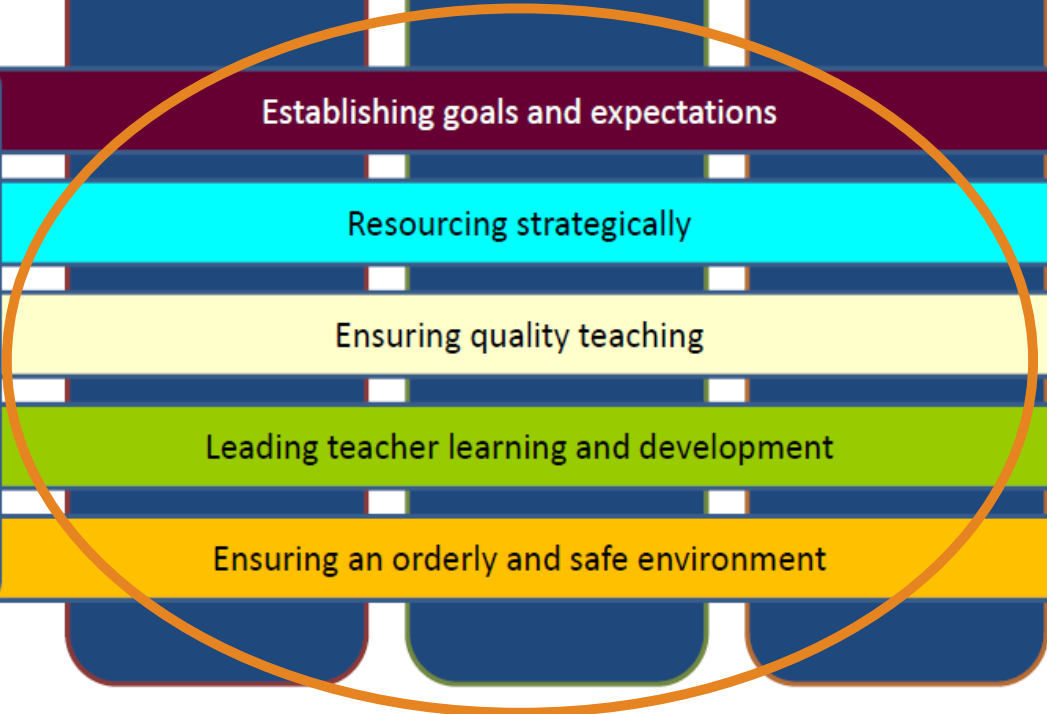 Establishing goals and expectations
Resourcing strategically
Ensuring quality teaching
Leading teacher learning and development
Ensuring an orderly and safe environment